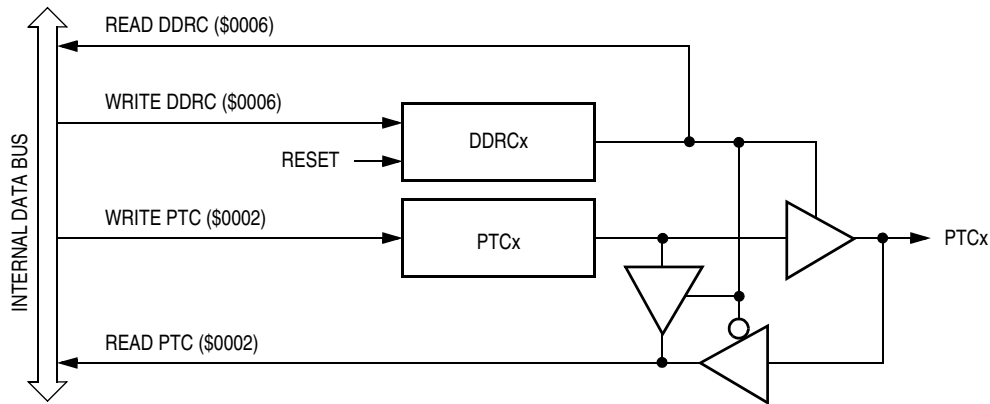 READ DDRC ($0006)
WRITE DDRC ($0006)
DDRCx
RESET
INTERNAL DATA BUS
WRITE PTC ($0002)
PTCx
PTCx
READ PTC ($0002)